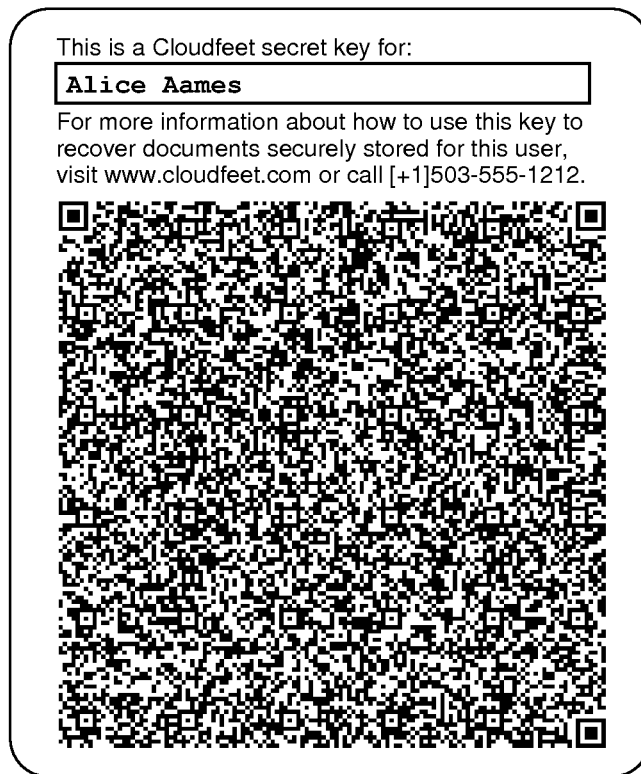 This is a Cloudfeet secret key for:
Alice Aames
For more information about how to use this key to
recover documents securely stored for this user,
visit www.cloudfeet.com or call [+1]503-555-1212.